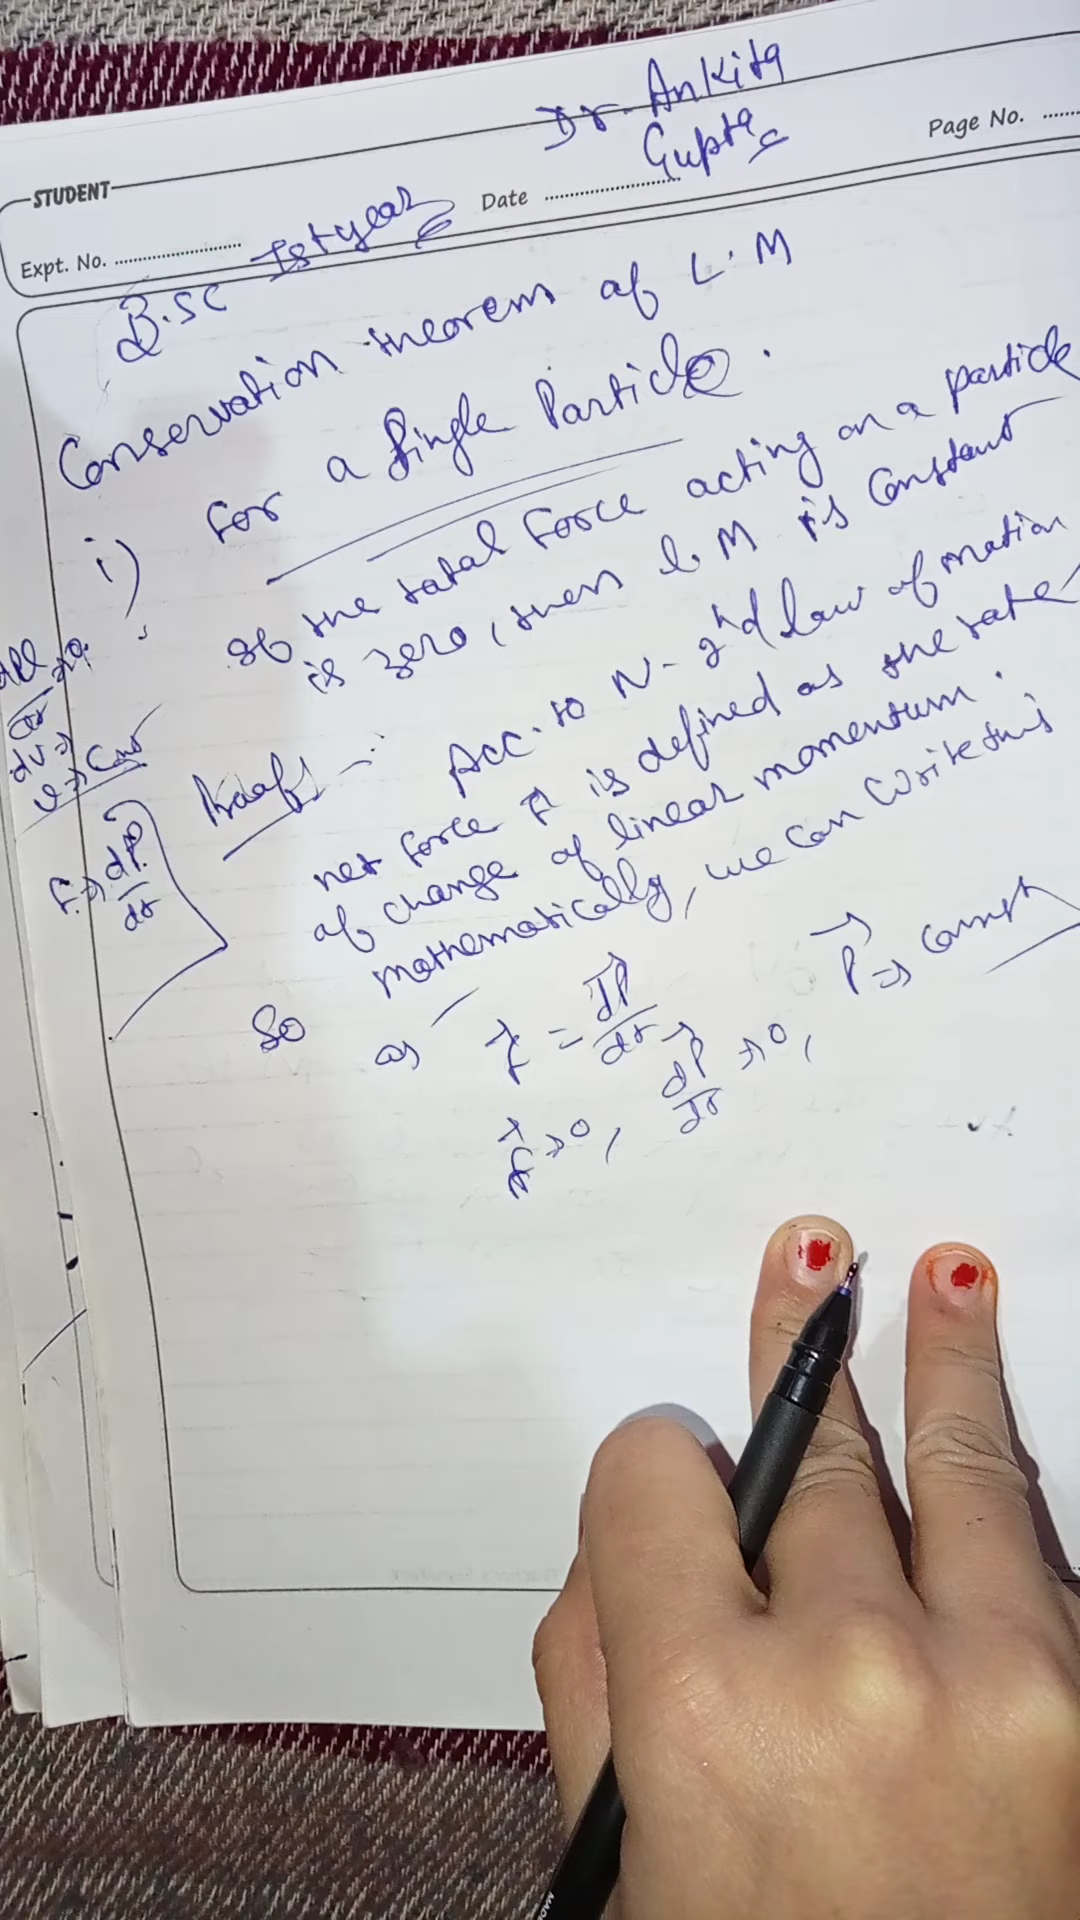 Dr. Ankita
Gupta
STUDENT
Page No.
Date
Expt. No.
B.Sc Ist year
Conservation theorem of L.M
i) For a Single Particle.
If the total Force acting on a particle
is zero, then L M is Constant
Proof :- Acc. to N- 2nd law of motion
net force F is defined as the rate
of change of linear momentum.
mathematically, we can write this
So as F = dP/dt
F => 0, dP/dt => 0, P => const
F => dP/dt
dv =>
v => Const